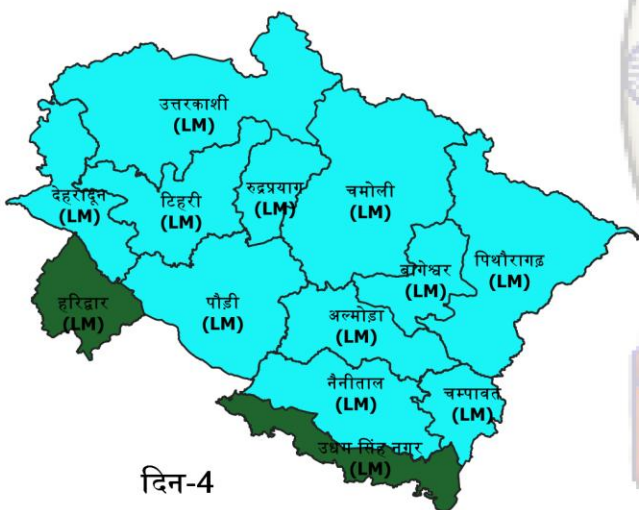 उत्तरकाशी
(LM)
देहरादून
(LM)
टिहरी
(LM)
रुद्रप्रयाग
(LM)
चमोली
(LM)
बागेश्वर
(LM)
पिथौरागढ़
(LM)
हरिद्वार
(LM)
पौड़ी
(LM)
अल्मोड़ा
(LM)
नैनीताल
(LM)
चम्पावत
(LM)
उधम सिंह नगर
(LM)
दिन-4